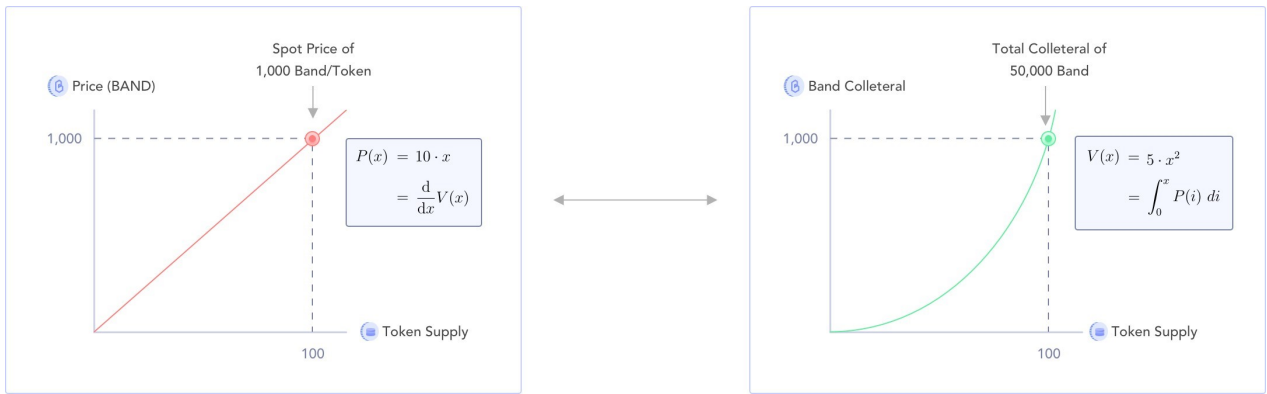 Spot Price of
1,000 Band/Token
Price (BAND)
1,000
P(x) = 10 · x
= d/dx V(x)
Token Supply
100
Total Colleteral of
50,000 Band
Band Colleteral
1,000
V(x) = 5 · x²
= ∫₀ˣ P(i) di
Token Supply
100